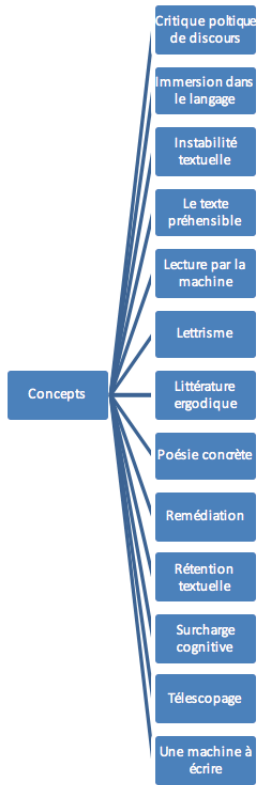 Critique poltique
de discours
Immersion dans
le langage
Instabilité
textuelle
Le texte
préhensible
Lecture par la
machine
Lettrisme
Concepts
Littérature
ergodique
Poésie concrète
Remédiation
Rétention
textuelle
Surcharge
cognitive
Télescopage
Une machine à
écrire